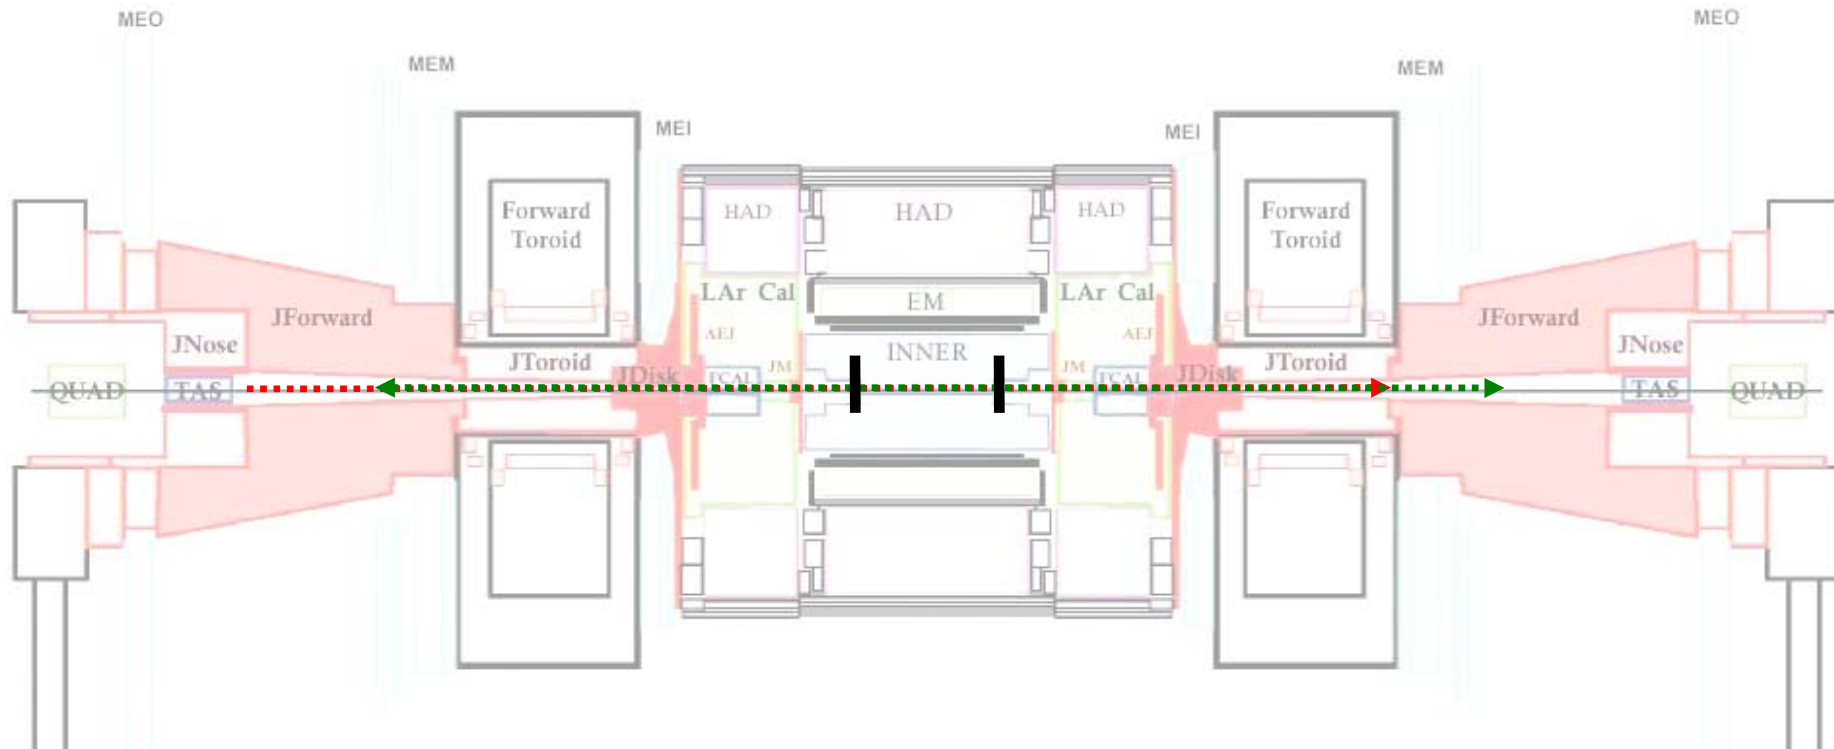 MEO
MEO
MEM
MEM
MEI
MEI
Forward
Toroid
HAD
HAD
HAD
Forward
Toroid
LAr Cal
EM
LAr Cal
JForward
JForward
AEJ
AEJ
JNose
INNER
JNose
JToroid
JM
JM
JToroid
JDisk
FCAL
FCAL
JDisk
QUAD
TAS
TAS
QUAD